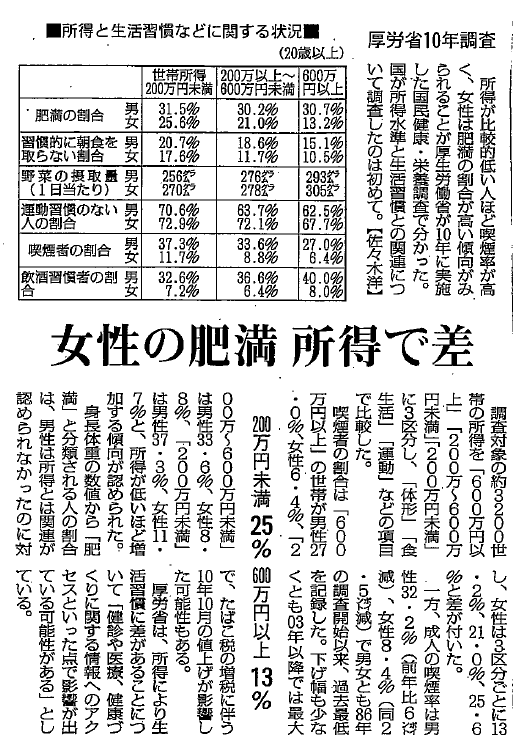 厚労省10年調査
所得が比較的低い人ほど喫煙率が高
く、女性は肥満の割合が高い傾向がみ
られることが厚生労働省が10年に実施
した国民健康・栄養調査で分かった。
国が所得水準と生活習慣との関連につ
いて調査したのは初めて。【佐々木洋】
■所得と生活習慣などに関する状況■
(20歳以上)
世帯所得200万円未満 200万以上〜600万円未満 600万円以上
肥満の割合 男 31.5% 30.2% 30.7%
女 25.6% 21.0% 13.2%
習慣的に朝食を 男 20.7% 18.6% 15.1%
取らない割合 女 17.6% 11.7% 10.5%
野菜の摂取量 男 256㌘ 276㌘ 293㌘
(1日当たり) 女 270㌘ 278㌘ 305㌘
運動習慣のない 男 70.6% 63.7% 62.5%
人の割合 女 72.9% 72.1% 67.7%
喫煙者の割合 男 37.3% 33.6% 27.0%
女 11.7% 8.8% 6.4%
飲酒習慣者の割 男 32.6% 36.6% 40.0%
合 女 7.2% 6.4% 8.0%
女性の肥満 所得で差
200万円未満 25% 600万円以上 13%
調査対象の約3200世
帯の所得を「600万円以
上」「200万〜600万
円未満」「200万円未満」
に3区分し、「体形」「食
生活」「運動」などの項目
で比較した。
喫煙者の割合は「600
万円以上」の世帯が男性27
・0%、女性6・4%、「2
00万〜600万円未満」
は男性33・6%、女性8・
8%、「200万円未満」
は男性37・3%、女性11・
7%と、所得が低いほど増
加する傾向が認められた。
身長体重の数値から「肥
満」と分類される人の割合
は、男性は所得とは関連が
認められなかったのに対
し、女性は3区分ごとに13
・2%、21・0%、25・6
%と差が付いた。
一方、成人の喫煙率は男
性32・2%(前年比6㌽
減)、女性8・4%(同2
・5㌽減)で男女とも86年
の調査開始以来、過去最低
を記録した。下げ幅も少な
くとも03年以降では最大
で、たばこ税の増税に伴う
10年10月の値上げが影響し
た可能性もある。
厚労省は、所得により生
活習慣に差があることにつ
いて「健診や医療、健康づ
くりに関する情報へのアク
セスといった点で影響が出
ている可能性がある」とし
ている。